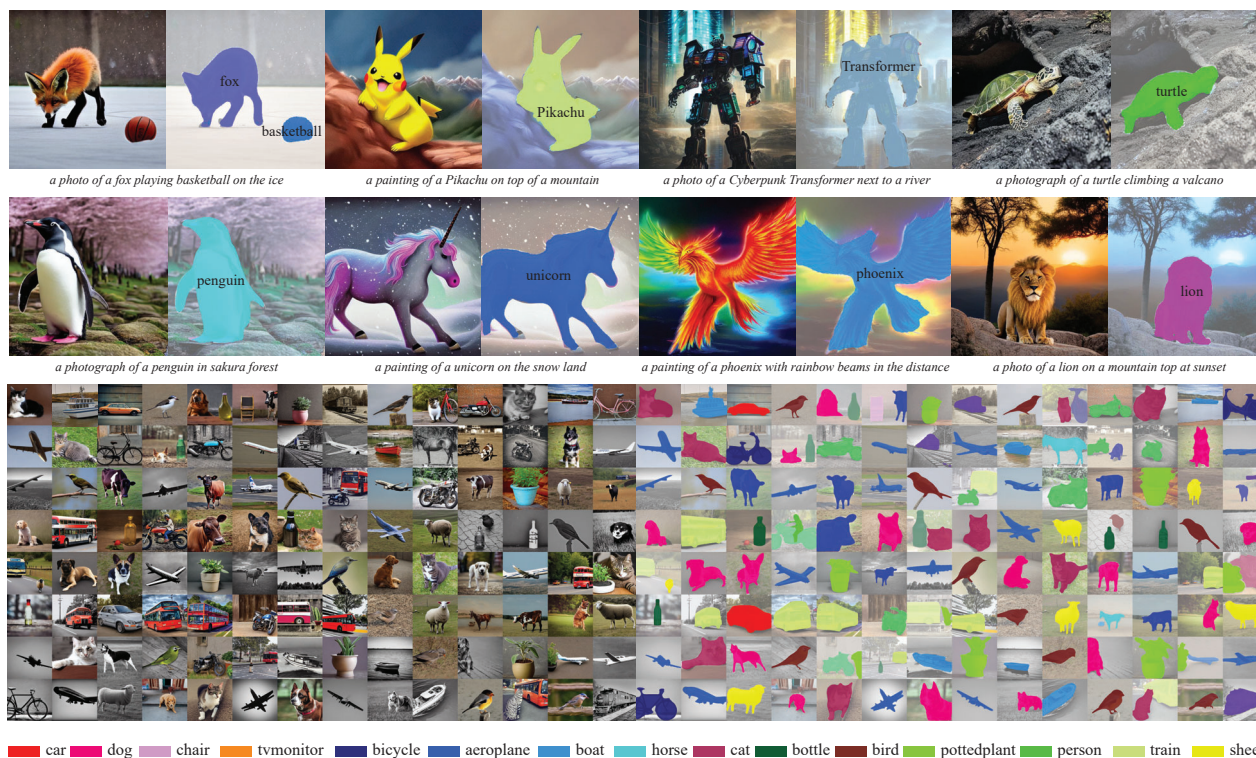 fox
basketball
Pikachu
Transformer
turtle
a photo of a fox playing basketball on the ice
a painting of a Pikachu on top of a mountain
a photo of a Cyberpunk Transformer next to a river
a photograph of a turtle climbing a valcano
penguin
unicorn
phoenix
lion
a photograph of a penguin in sakura forest
a painting of a unicorn on the snow land
a painting of a phoenix with rainbow beams in the distance
a photo of a lion on a mountain top at sunset
car dog chair tvmonitor bicycle aeroplane boat horse cat bottle bird pottedplant person train shee